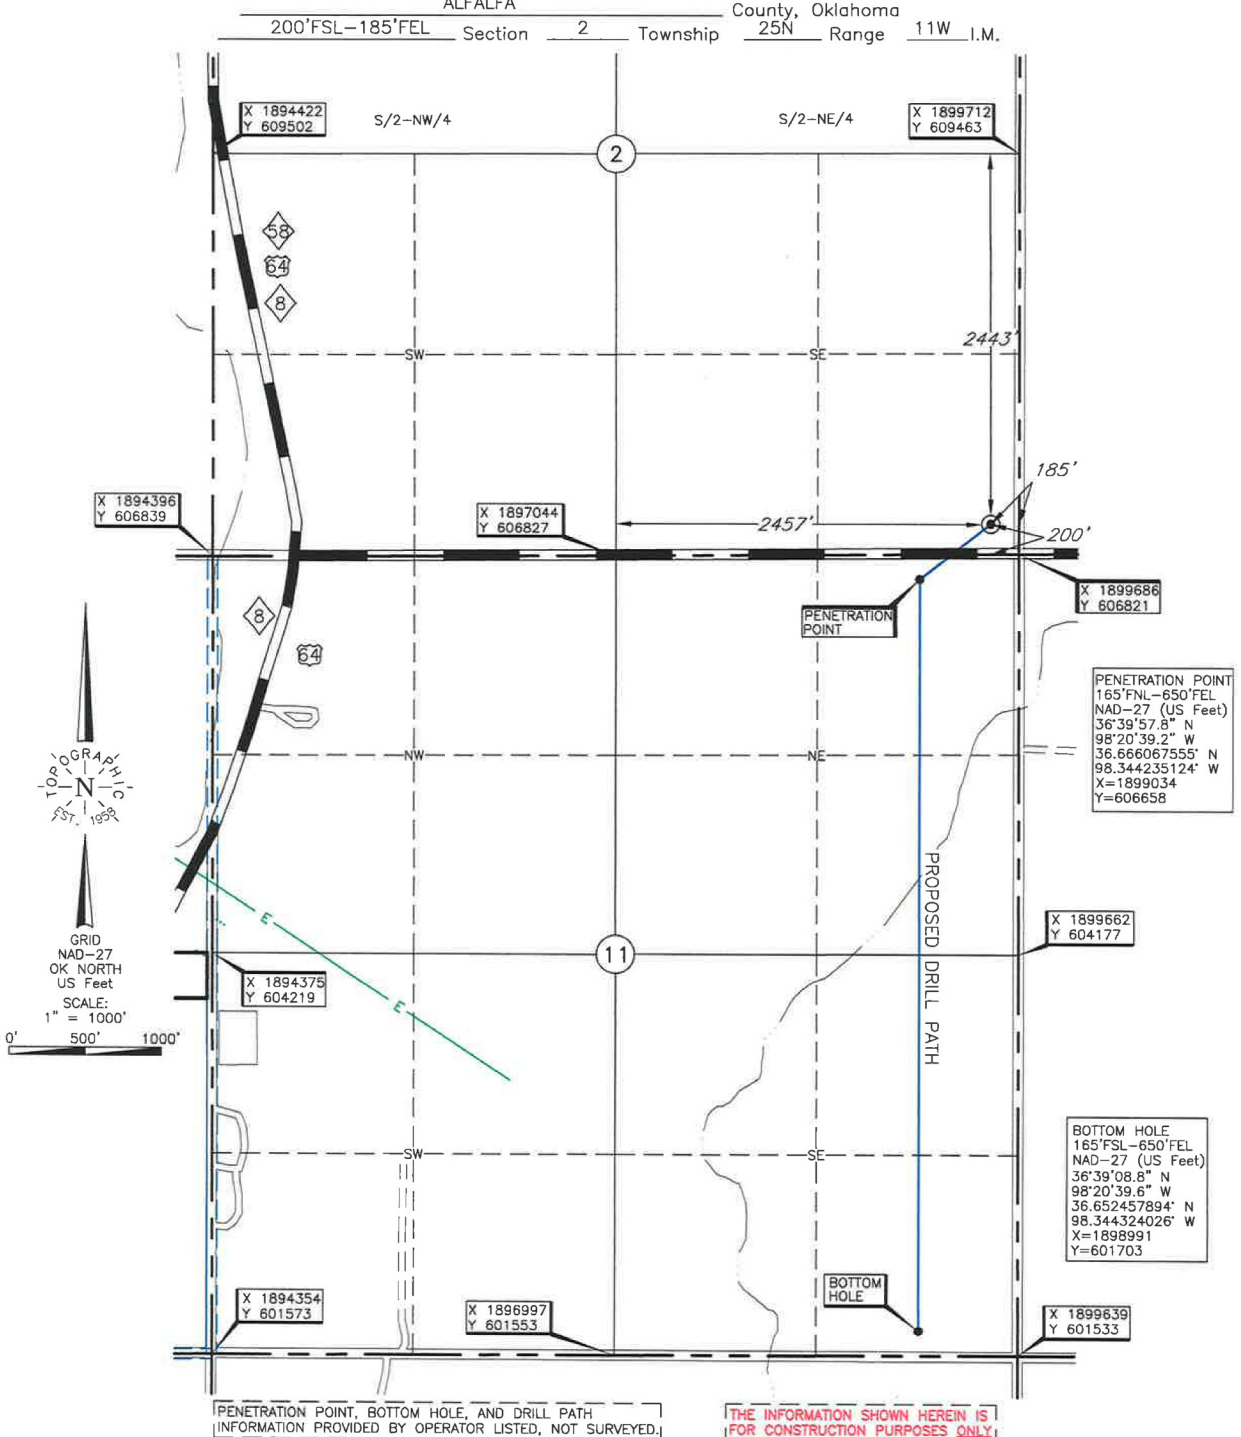 ALFALFA
County, Oklahoma
200'FSL-185'FEL Section 2 Township 25N Range 11W I.M.
X 1894422
Y 609502
S/2-NW/4
S/2-NE/4
X 1899712
Y 609463
2
58
64
8
2443'
SW
SE
185'
X 1894396
Y 606839
X 1897044
Y 606827
2457'
200'
X 1899686
Y 606821
PENETRATION
POINT
8
64
PENETRATION POINT
165'FNL-650'FEL
NAD-27 (US Feet)
36°39'57.8" N
98°20'39.2" W
36.666067555° N
98.344235124° W
X=1899034
Y=606658
NW
NE
TOPOGRAPHIC
N
EST. 1958
PROPOSED DRILL PATH
E
X 1899662
Y 604177
GRID
NAD-27
OK NORTH
US Feet
SCALE:
1" = 1000'
0' 500' 1000'
11
X 1894375
Y 604219
E
BOTTOM HOLE
165'FSL-650'FEL
NAD-27 (US Feet)
36°39'08.8" N
98°20'39.6" W
36.652457894° N
98.344324026° W
X=1898991
Y=601703
SW
SE
X 1894354
Y 601573
X 1896997
Y 601553
BOTTOM
HOLE
X 1899639
Y 601533
PENETRATION POINT, BOTTOM HOLE, AND DRILL PATH
INFORMATION PROVIDED BY OPERATOR LISTED, NOT SURVEYED.
THE INFORMATION SHOWN HEREIN IS
FOR CONSTRUCTION PURPOSES ONLY